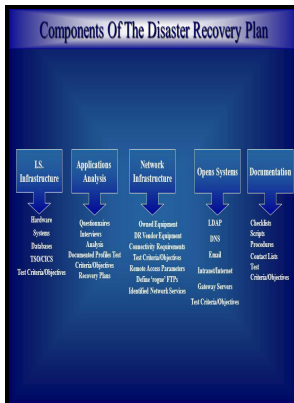 Components Of The Disaster Recovery Plan
I.S.
Infrastructure
Hardware
Systems
Databases
TSO/CICS
Test Criteria/Objectives
Applications
Analysis
Questionnaires
Interviews
Analysis
Documented Profiles Test
Criteria/Objectives
Recovery Plans
Network
Infrastructure
Owned Equipment
DR Vendor Equipment
Connectivity Requirements
Test Criteria/Objectives
Remote Access Parameters
Define 'rogue' FTPs
Identified Network Services
Opens Systems
LDAP
DNS
Email
Intranet/Internet
Gateway Servers
Test Criteria/Objectives
Documentation
Checklists
Scripts
Procedures
Contact Lists
Test
Criteria/Objectives